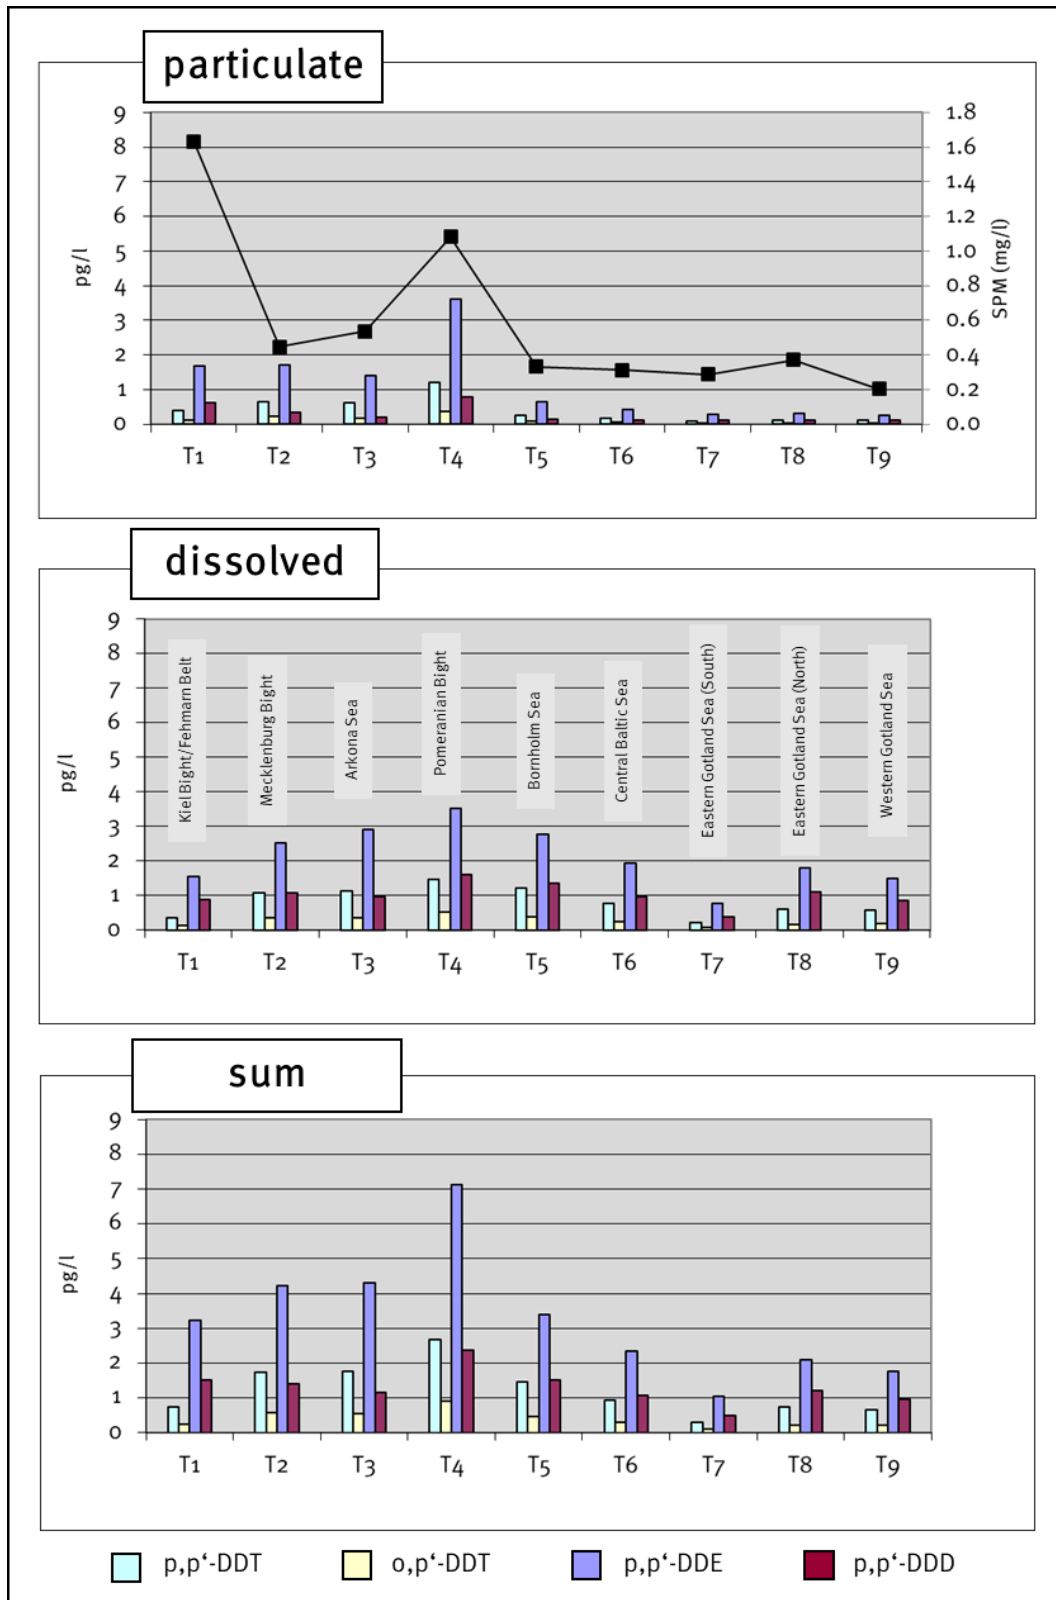 particulate
9
8
7
6
5
4
3
2
1
0
pg/l
1.8
1.6
1.4
1.2
1.0
0.8
0.6
0.4
0.2
0.0
SPM (mg/l)
T1 T2 T3 T4 T5 T6 T7 T8 T9
dissolved
9
8
7
6
5
4
3
2
1
0
pg/l
Kiel Bight/Fehmarn Belt
Mecklenburg Bight
Arkona Sea
Pomeranian Bight
Bornholm Sea
Central Baltic Sea
Eastern Gotland Sea (South)
Eastern Gotland Sea (North)
Western Gotland Sea
T1 T2 T3 T4 T5 T6 T7 T8 T9
sum
9
8
7
6
5
4
3
2
1
0
pg/l
T1 T2 T3 T4 T5 T6 T7 T8 T9
p,p‘-DDT o,p‘-DDT p,p‘-DDE p,p‘-DDD